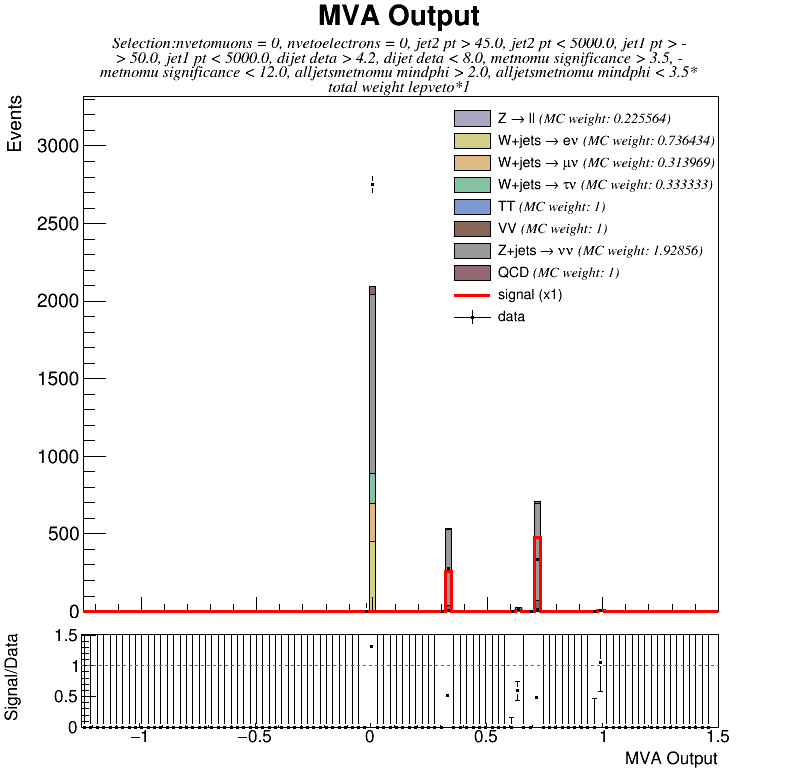 MVA Output
Selection:nvetomuons = 0, nvetoelectrons = 0, jet2 pt > 45.0, jet2 pt < 5000.0, jet1 pt > -
> 50.0, jet1 pt < 5000.0, dijet deta > 4.2, dijet deta < 8.0, metnomu significance > 3.5, -
metnomu significance < 12.0, alljetsmetnomu mindphi > 2.0, alljetsmetnomu mindphi < 3.5*
total weight lepveto*1
Events
3000
2500
2000
1500
1000
500
0
Z → ll (MC weight: 0.225564)
W+jets → eν (MC weight: 0.736434)
W+jets → μν (MC weight: 0.313969)
W+jets → τν (MC weight: 0.333333)
TT (MC weight: 1)
VV (MC weight: 1)
Z+jets → νν (MC weight: 1.92856)
QCD (MC weight: 1)
signal (x1)
data
Signal/Data
1.5
1
0.5
0
−1 −0.5 0 0.5 1 1.5
MVA Output